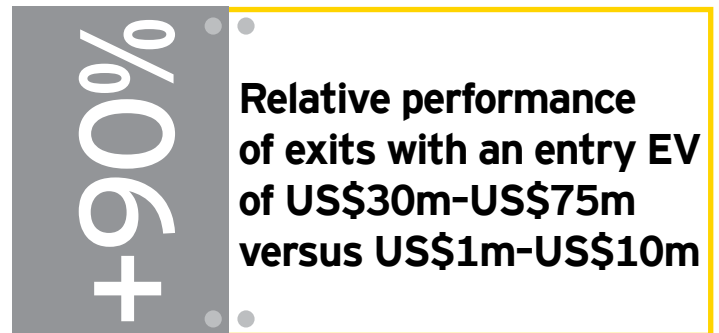 +90%
Relative performance
of exits with an entry EV
of US$30m–US$75m
versus US$1m–US$10m